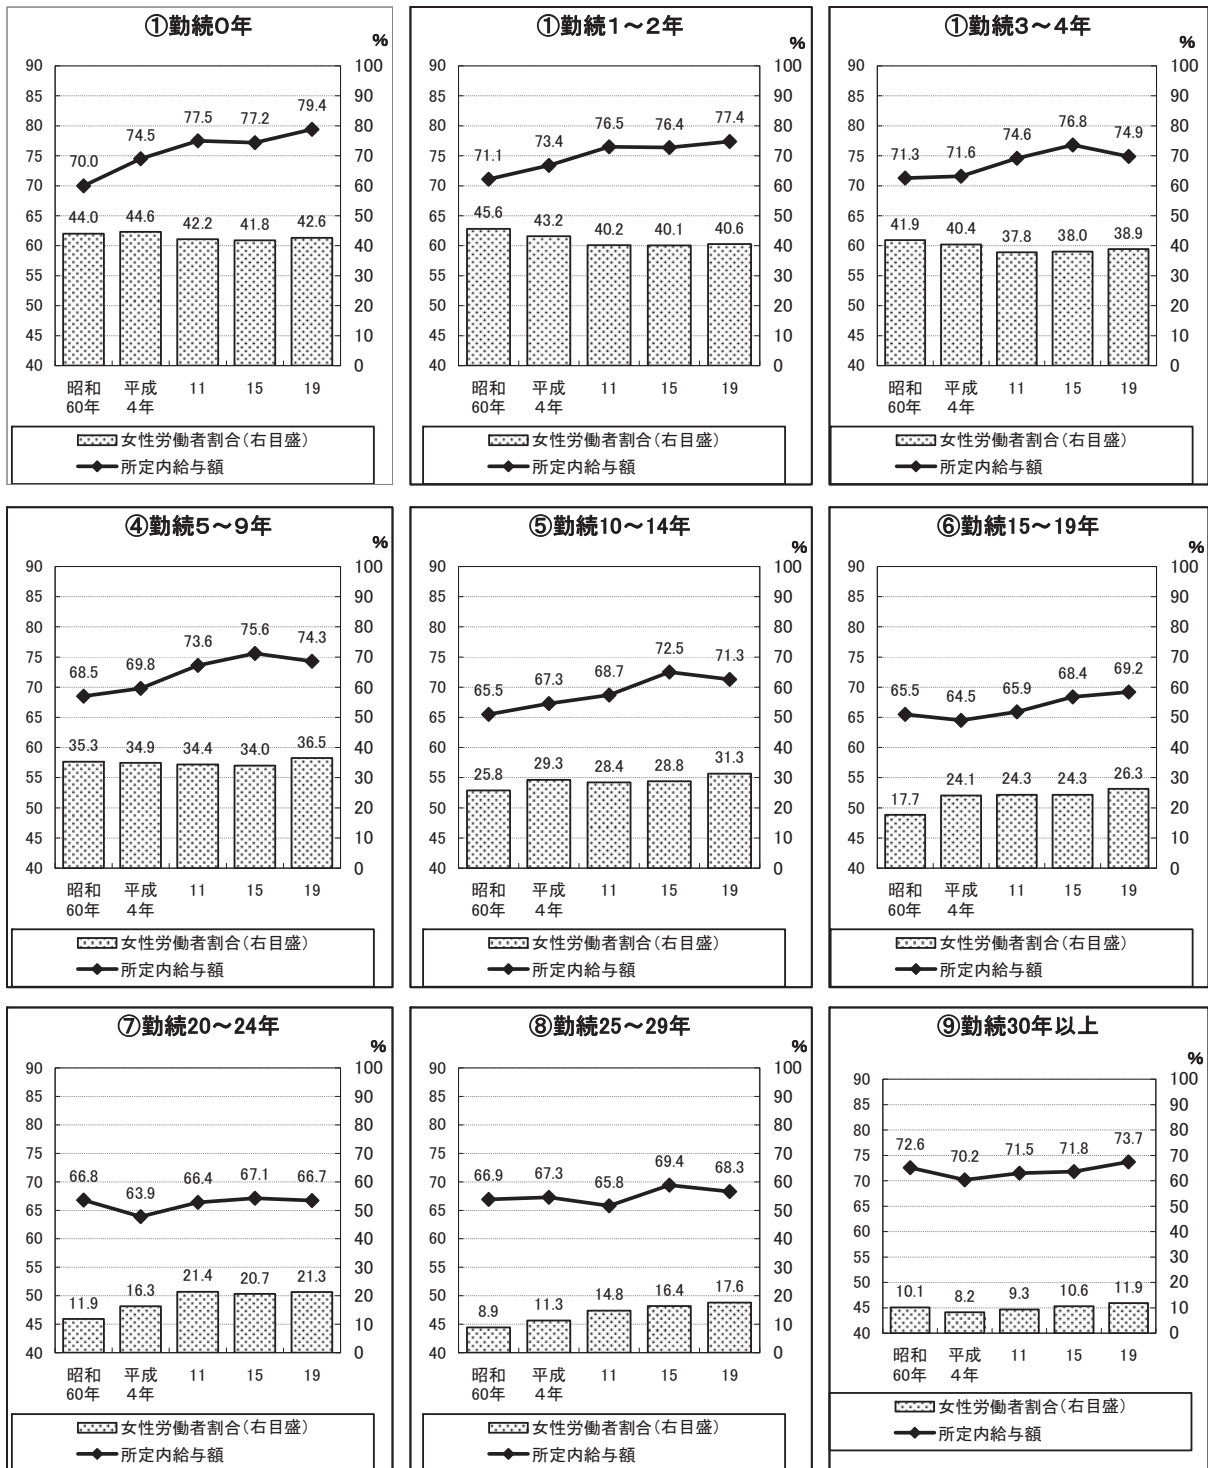 ①勤続0年
%
90 85 80 75 70 65 60 55 50 45 40
100 90 80 70 60 50 40 30 20 10 0
70.0 74.5 77.5 77.2 79.4
44.0 44.6 42.2 41.8 42.6
昭和 平成 11 15 19
60年 4年
女性労働者割合(右目盛)
所定内給与額
①勤続1~2年
%
90 85 80 75 70 65 60 55 50 45 40
100 90 80 70 60 50 40 30 20 10 0
71.1 73.4 76.5 76.4 77.4
45.6 43.2 40.2 40.1 40.6
昭和 平成 11 15 19
60年 4年
女性労働者割合(右目盛)
所定内給与額
①勤続3~4年
%
90 85 80 75 70 65 60 55 50 45 40
100 90 80 70 60 50 40 30 20 10 0
71.3 71.6 74.6 76.8 74.9
41.9 40.4 37.8 38.0 38.9
昭和 平成 11 15 19
60年 4年
女性労働者割合(右目盛)
所定内給与額
④勤続5~9年
%
90 85 80 75 70 65 60 55 50 45 40
100 90 80 70 60 50 40 30 20 10 0
68.5 69.8 73.6 75.6 74.3
35.3 34.9 34.4 34.0 36.5
昭和 平成 11 15 19
60年 4年
女性労働者割合(右目盛)
所定内給与額
⑤勤続10~14年
%
90 85 80 75 70 65 60 55 50 45 40
100 90 80 70 60 50 40 30 20 10 0
65.5 67.3 68.7 72.5 71.3
25.8 29.3 28.4 28.8 31.3
昭和 平成 11 15 19
60年 4年
女性労働者割合(右目盛)
所定内給与額
⑥勤続15~19年
%
90 85 80 75 70 65 60 55 50 45 40
100 90 80 70 60 50 40 30 20 10 0
65.5 64.5 65.9 68.4 69.2
17.7 24.1 24.3 24.3 26.3
昭和 平成 11 15 19
60年 4年
女性労働者割合(右目盛)
所定内給与額
⑦勤続20~24年
%
90 85 80 75 70 65 60 55 50 45 40
100 90 80 70 60 50 40 30 20 10 0
66.8 63.9 66.4 67.1 66.7
11.9 16.3 21.4 20.7 21.3
昭和 平成 11 15 19
60年 4年
女性労働者割合(右目盛)
所定内給与額
⑧勤続25~29年
%
90 85 80 75 70 65 60 55 50 45 40
100 90 80 70 60 50 40 30 20 10 0
66.9 67.3 65.8 69.4 68.3
8.9 11.3 14.8 16.4 17.6
昭和 平成 11 15 19
60年 4年
女性労働者割合(右目盛)
所定内給与額
⑨勤続30年以上
%
90 85 80 75 70 65 60 55 50 45 40
100 90 80 70 60 50 40 30 20 10 0
72.6 70.2 71.5 71.8 73.7
10.1 8.2 9.3 10.6 11.9
昭和 平成 11 15 19
60年 4年
女性労働者割合(右目盛)
所定内給与額